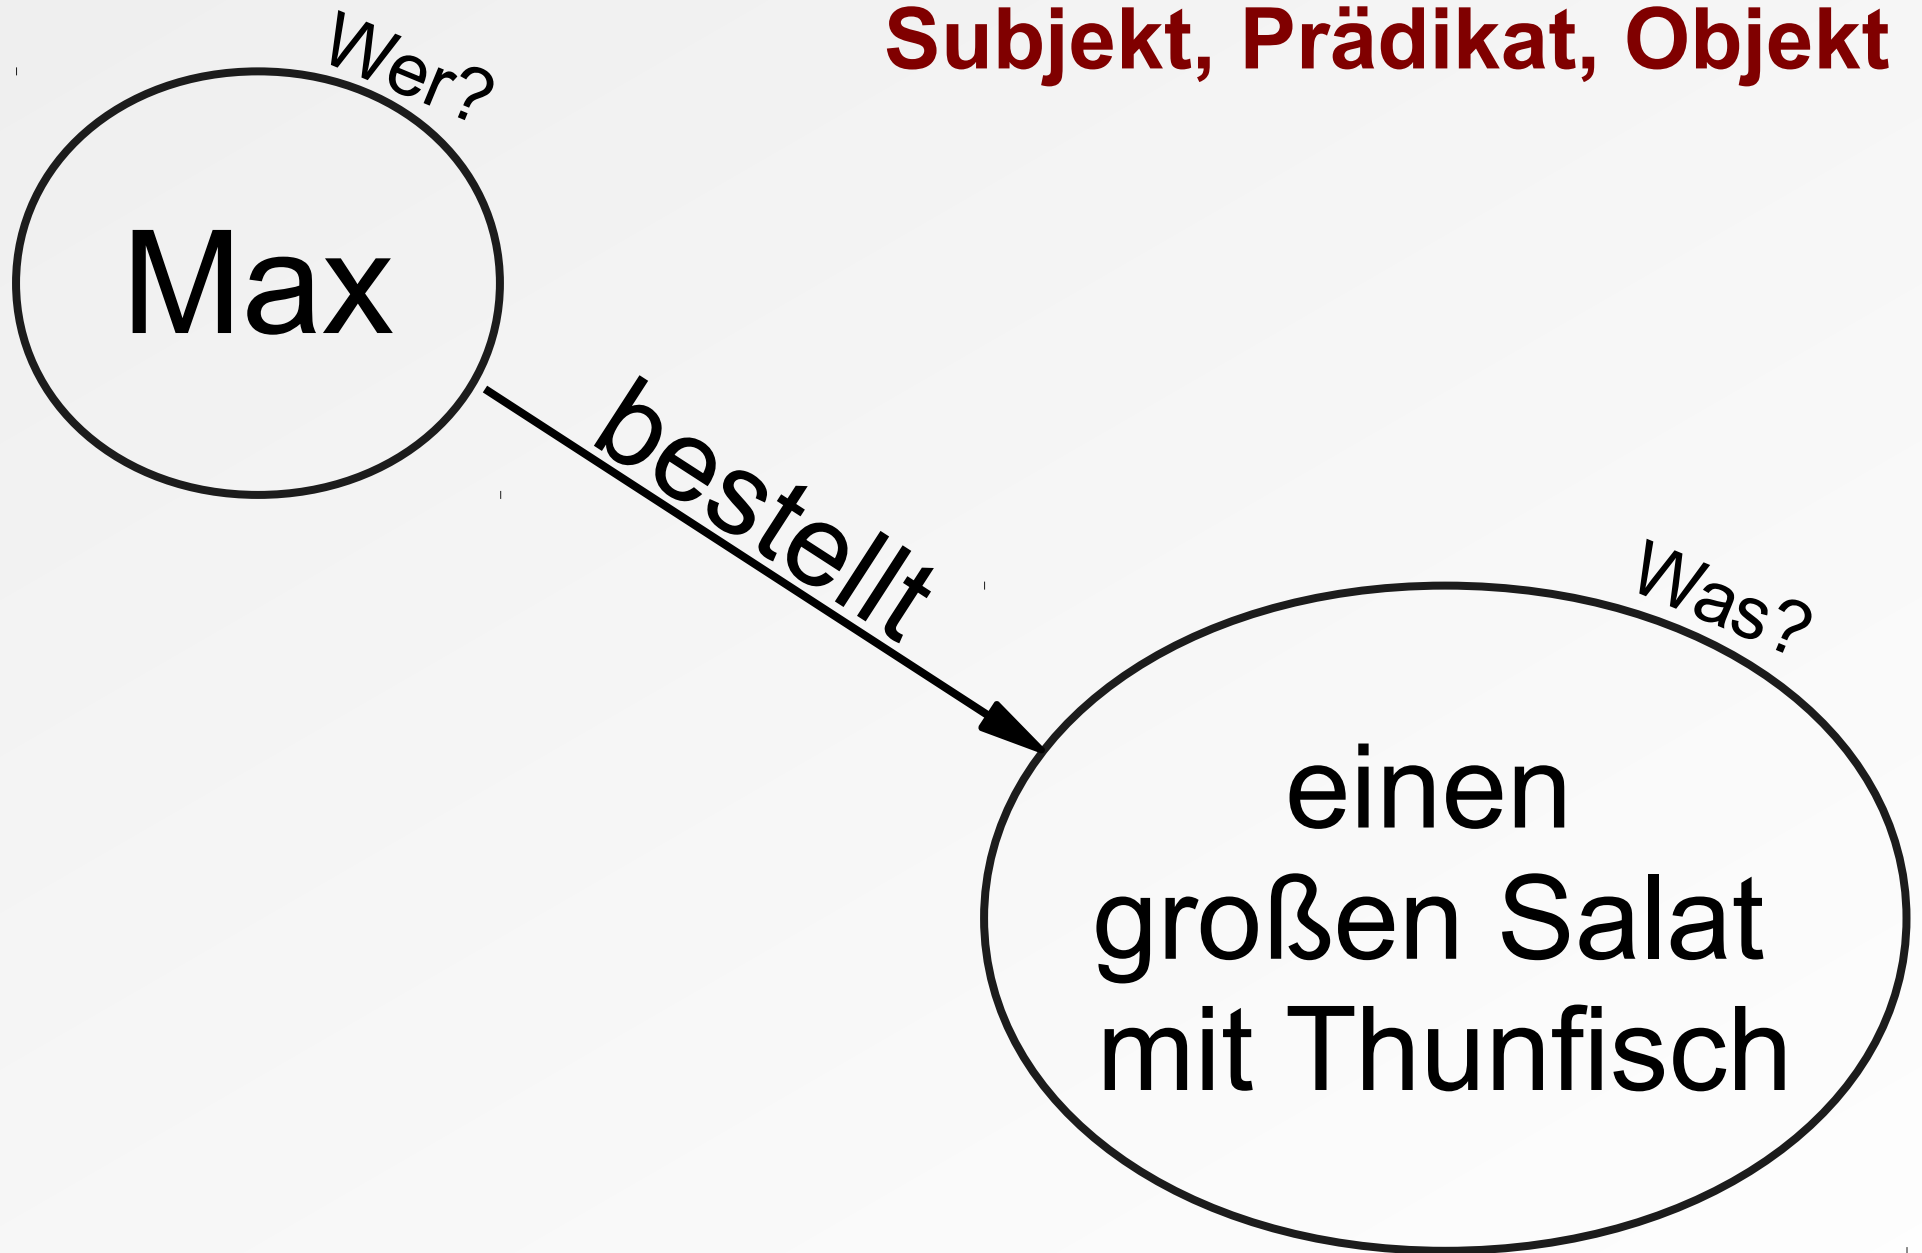 Subjekt, Prädikat, Objekt
Wer?
Max
bestellt
Was?
einen
großen Salat
mit Thunfisch